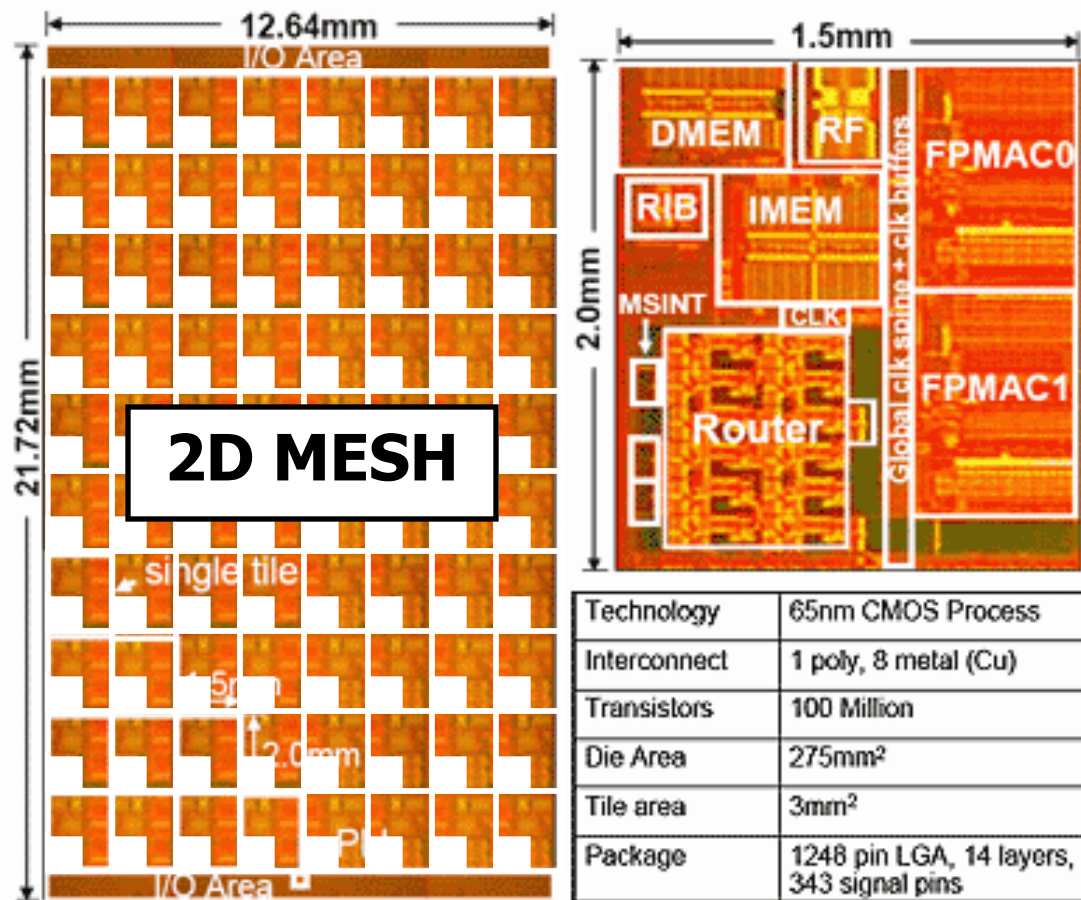 12.64mm
I/O Area
21.72mm
2D MESH
single tile
2.0mm
I/O Area
1.5mm
2.0mm
DMEM
RF
FPMAC0
RIB
IMEM
MSINT
CLK
Global clk spine + clk buffers
Router
FPMAC1
Technology 65nm CMOS Process
Interconnect 1 poly, 8 metal (Cu)
Transistors 100 Million
Die Area 275mm²
Tile area 3mm²
Package 1248 pin LGA, 14 layers,
343 signal pins